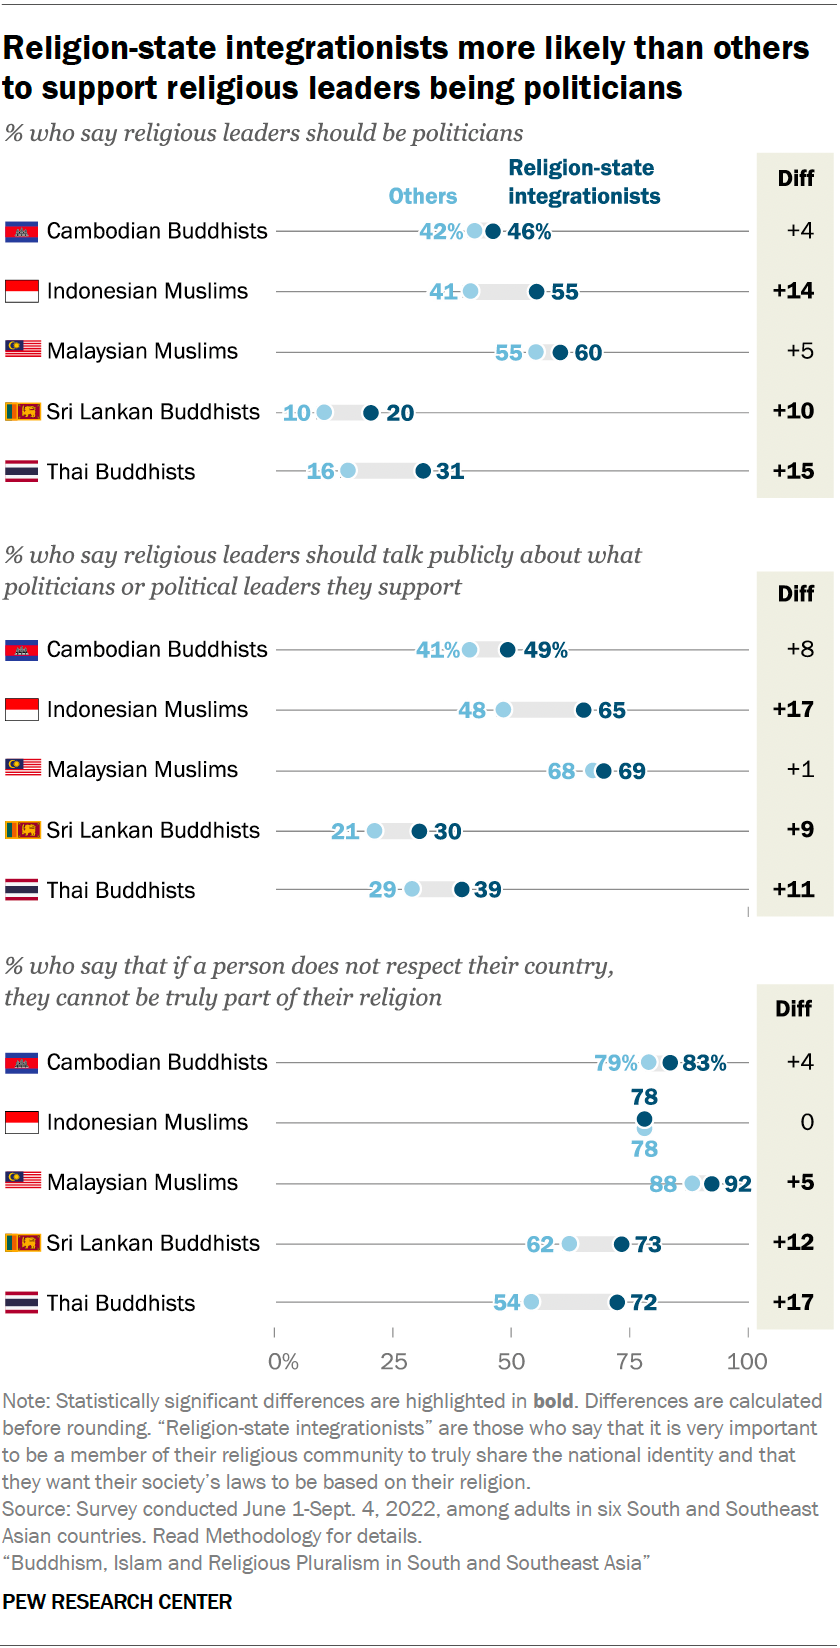 Religion-state integrationists more likely than others
to support religious leaders being politicians
% who say religious leaders should be politicians
Others
Religion-state
integrationists
Diff
Cambodian Buddhists 42% 46% +4
Indonesian Muslims 41 55 +14
Malaysian Muslims 55 60 +5
Sri Lankan Buddhists 10 20 +10
Thai Buddhists 16 31 +15
% who say religious leaders should talk publicly about what
politicians or political leaders they support
Diff
Cambodian Buddhists 41% 49% +8
Indonesian Muslims 48 65 +17
Malaysian Muslims 68 69 +1
Sri Lankan Buddhists 21 30 +9
Thai Buddhists 29 39 +11
% who say that if a person does not respect their country,
they cannot be truly part of their religion
Diff
Cambodian Buddhists 79% 83% +4
78
Indonesian Muslims 0
78
Malaysian Muslims 88 92 +5
Sri Lankan Buddhists 62 73 +12
Thai Buddhists 54 72 +17
0% 25 50 75 100
Note: Statistically significant differences are highlighted in bold. Differences are calculated
before rounding. “Religion-state integrationists” are those who say that it is very important
to be a member of their religious community to truly share the national identity and that
they want their society’s laws to be based on their religion.
Source: Survey conducted June 1-Sept. 4, 2022, among adults in six South and Southeast
Asian countries. Read Methodology for details.
“Buddhism, Islam and Religious Pluralism in South and Southeast Asia”
PEW RESEARCH CENTER